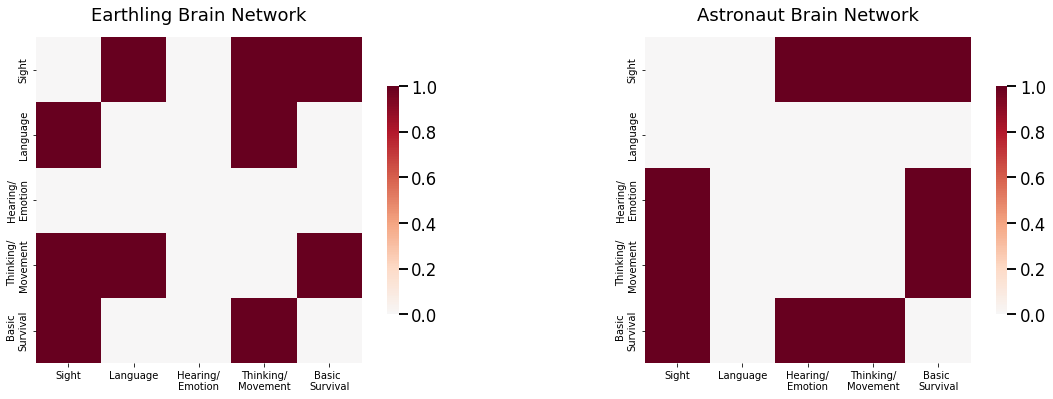 Earthling Brain Network
Sight
Language
Hearing/
Emotion
Thinking/
Movement
Basic
Survival
Sight
Language
Hearing/
Emotion
Thinking/
Movement
Basic
Survival
1.0
0.8
0.6
0.4
0.2
0.0
Astronaut Brain Network
Sight
Language
Hearing/
Emotion
Thinking/
Movement
Basic
Survival
Sight
Language
Hearing/
Emotion
Thinking/
Movement
Basic
Survival
1.0
0.8
0.6
0.4
0.2
0.0